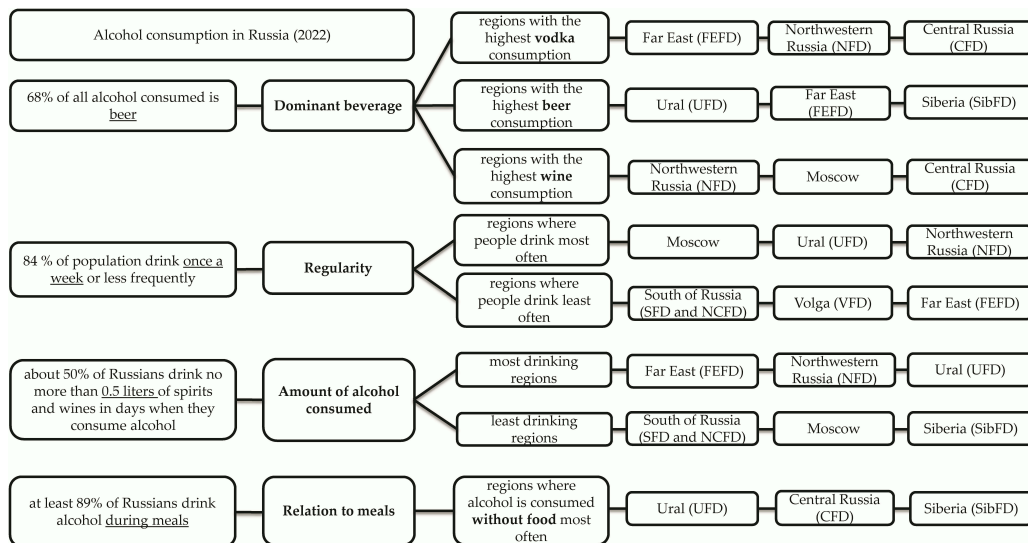 Alcohol consumption in Russia (2022)
regions with the
highest vodka
consumption
Far East (FEFD)
Northwestern
Russia (NFD)
Central Russia
(CFD)
68% of all alcohol consumed is
beer
Dominant beverage
regions with the
highest beer
consumption
Ural (UFD)
Far East
(FEFD)
Siberia (SibFD)
regions with the
highest wine
consumption
Northwestern
Russia (NFD)
Moscow
Central Russia
(CFD)
84 % of population drink once a
week or less frequently
Regularity
regions where
people drink most
often
Moscow
Ural (UFD)
Northwestern
Russia (NFD)
regions where
people drink least
often
South of Russia
(SFD and NCFD)
Volga (VFD)
Far East (FEFD)
about 50% of Russians drink no
more than 0.5 liters of spirits
and wines in days when they
consume alcohol
Amount of alcohol
consumed
most drinking
regions
Far East (FEFD)
Northwestern
Russia (NFD)
Ural (UFD)
least drinking
regions
South of Russia
(SFD and NCFD)
Moscow
Siberia (SibFD)
at least 89% of Russians drink
alcohol during meals
Relation to meals
regions where
alcohol is consumed
without food most
often
Ural (UFD)
Central Russia
(CFD)
Siberia (SibFD)